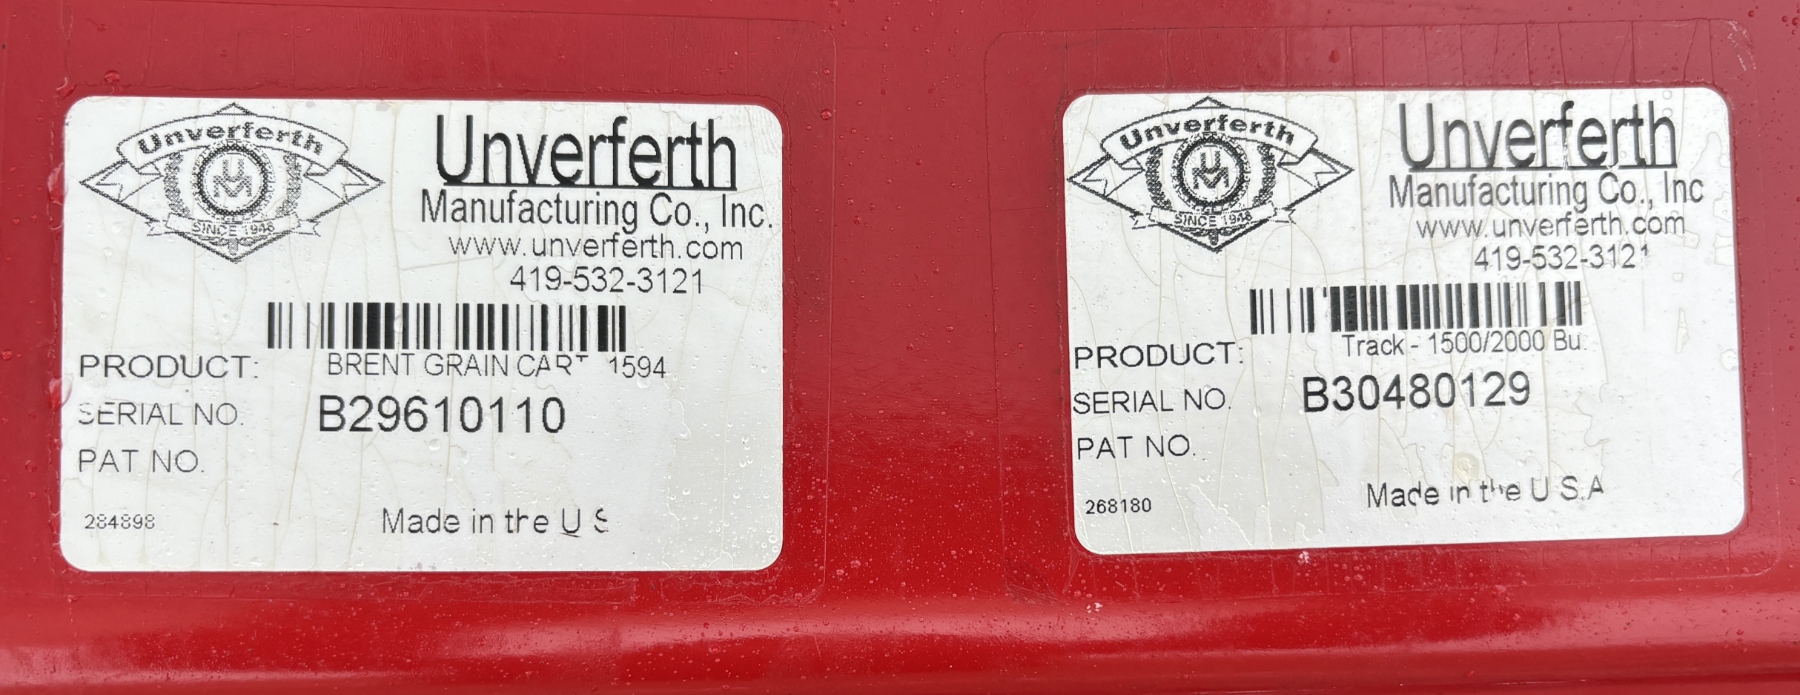 Unverferth
UM
SINCE 1948
Unverferth
Manufacturing Co., Inc.
www.unverferth.com
419-532-3121
PRODUCT: BRENT GRAIN CART 1594
SERIAL NO. B29610110
PAT NO.
284898 Made in the U S
Unverferth
UM
SINCE 1948
Unverferth
Manufacturing Co., Inc
www.unverferth.com
419-532-3121
PRODUCT: Track - 1500/2000 Bu.
SERIAL NO. B30480129
PAT NO.
268180 Made in the U S.A